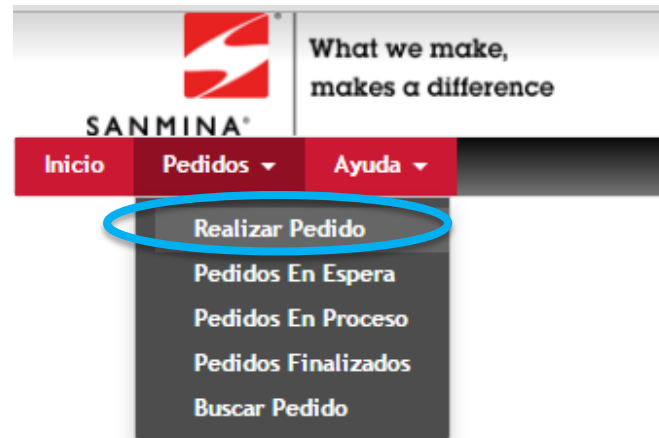 What we make,
makes a difference
SANMINA®
Inicio Pedidos Ayuda
Realizar Pedido
Pedidos En Espera
Pedidos En Proceso
Pedidos Finalizados
Buscar Pedido